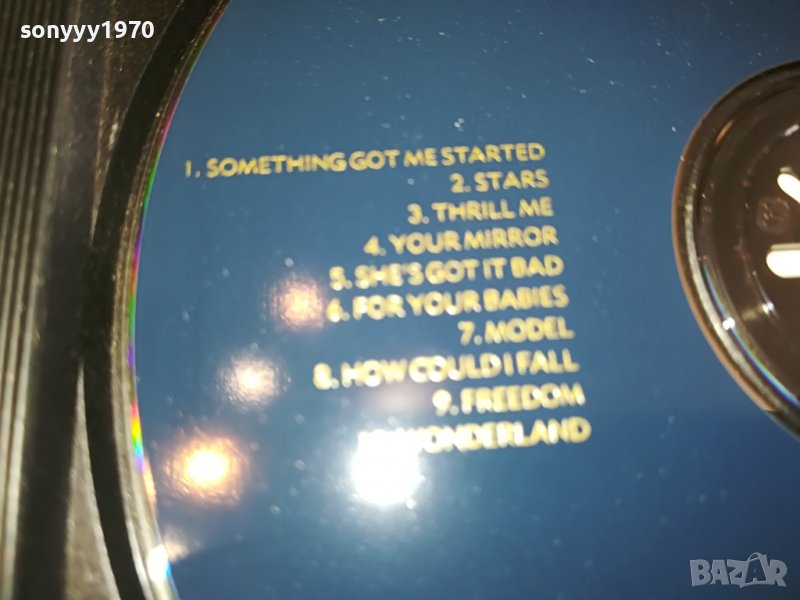 sonyyy1970
1. SOMETHING GOT ME STARTED
2. STARS
3. THRILL ME
4. YOUR MIRROR
5. SHE'S GOT IT BAD
6. FOR YOUR BABIES
7. MODEL
8. HOW COULD I FALL
9. FREEDOM
WONDERLAND
BAZAR